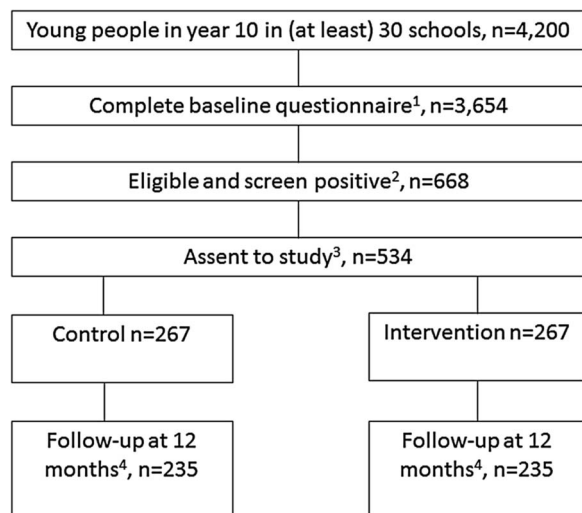 Young people in year 10 in (at least) 30 schools, n=4,200
Complete baseline questionnaire¹, n=3,654
Eligible and screen positive², n=668
Assent to study³, n=534
Control n=267
Intervention n=267
Follow-up at 12
months⁴, n=235
Follow-up at 12
months⁴, n=235